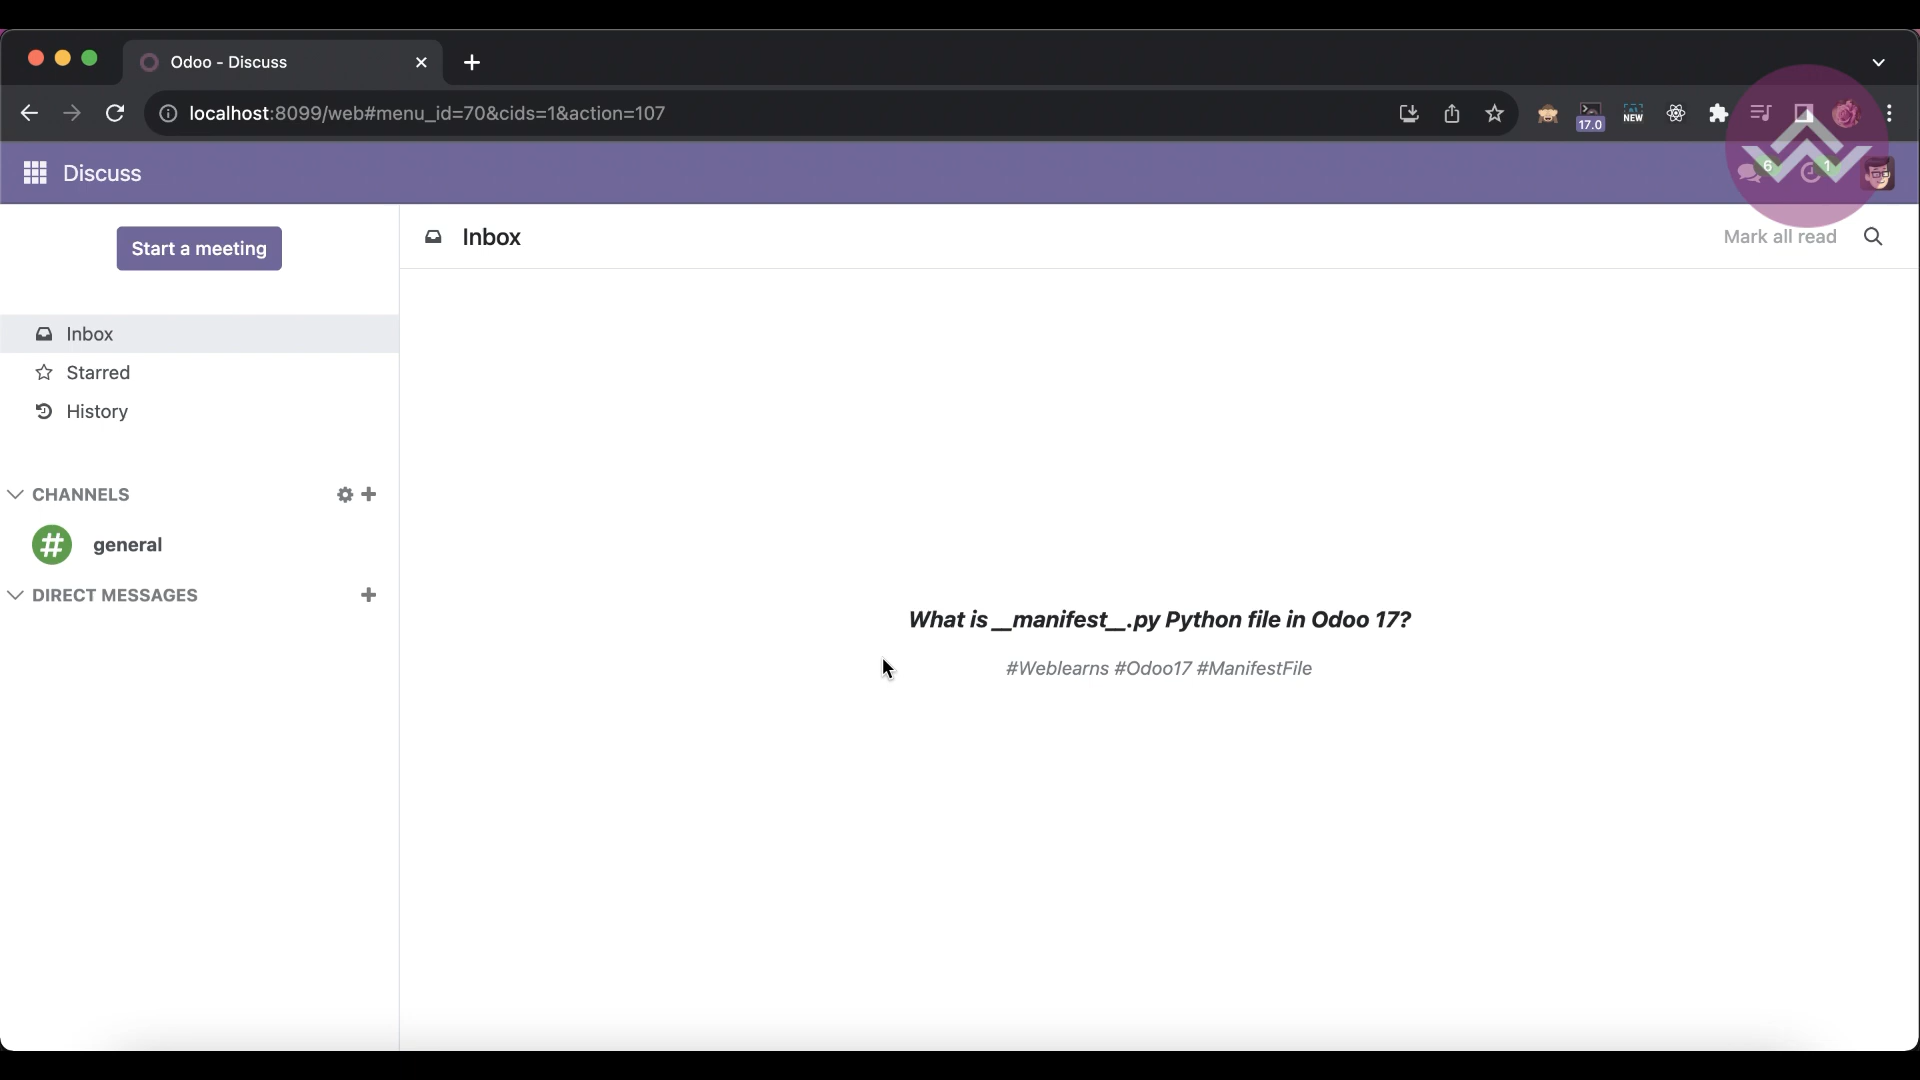 Odoo - Discuss
localhost:8099/web#menu_id=70&cids=1&action=107
17.0
NEW
Discuss
6
1
Start a meeting
Inbox
Mark all read
Inbox
Starred
History
CHANNELS
general
DIRECT MESSAGES
What is __manifest__.py Python file in Odoo 17?
#Weblearns #Odoo17 #ManifestFile